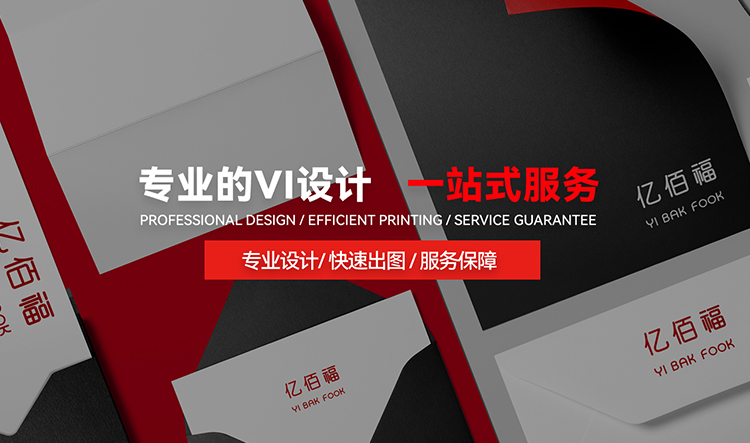 专业的VI设计 一站式服务
PROFESSIONAL DESIGN / EFFICIENT PRINTING / SERVICE GUARANTEE
专业设计/ 快速出图 / 服务保障
亿佰福
YI BAK FOOK
亿佰福
YI BAK FOOK
亿佰福
YI BAK FOOK
亿佰福
OOK